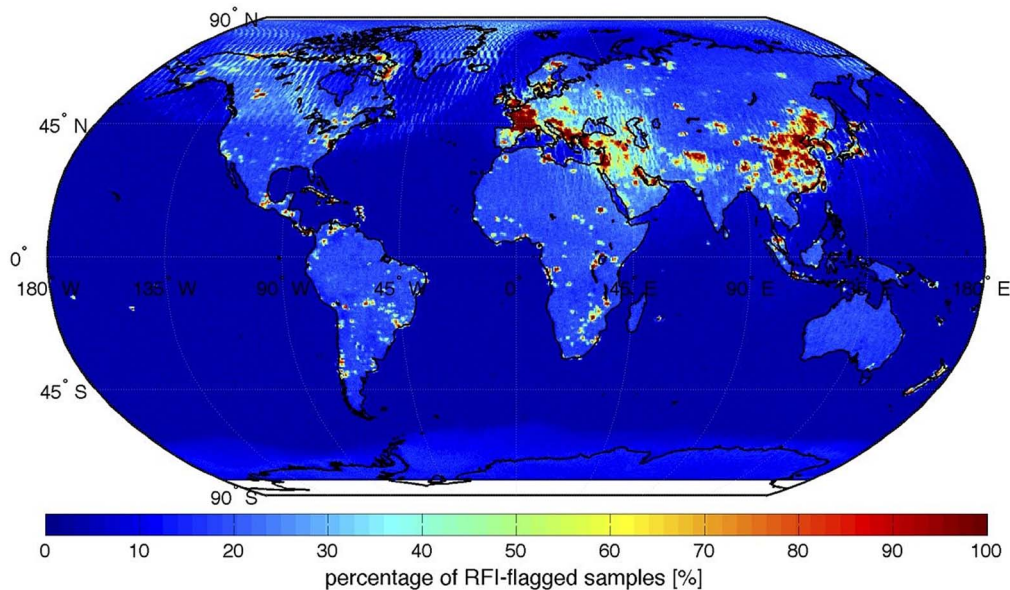 90° N
45° N
0°
180° W 135° W 90° W 45° W 0° 45° E 90° E 135° E 180° E
45° S
90° S
0 10 20 30 40 50 60 70 80 90 100
percentage of RFI-flagged samples [%]